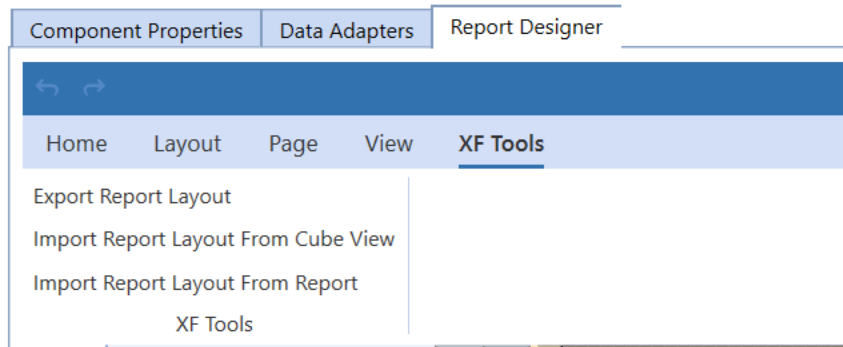 Component Properties Data Adapters Report Designer
Home Layout Page View XF Tools
Export Report Layout
Import Report Layout From Cube View
Import Report Layout From Report
XF Tools